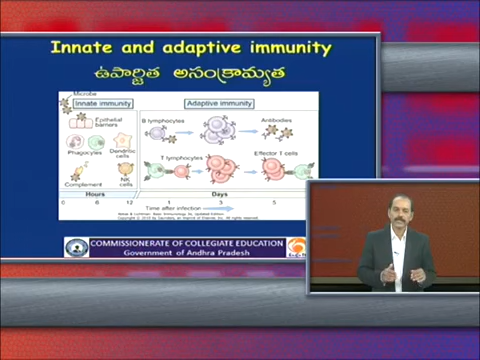 Innate and adaptive immunity
ఉపార్జిత అసంక్రామ్యత
Microbe
Innate immunity
Adaptive immunity
Epithelial barriers
B lymphocytes
Antibodies
Phagocytes
Dendritic cells
T lymphocytes
Effector T cells
Complement
NK cells
Hours
Days
0 6 12 1 3 5
Time after infection
COMMISSIONERATE OF COLLEGIATE EDUCATION
Government of Andhra Pradesh